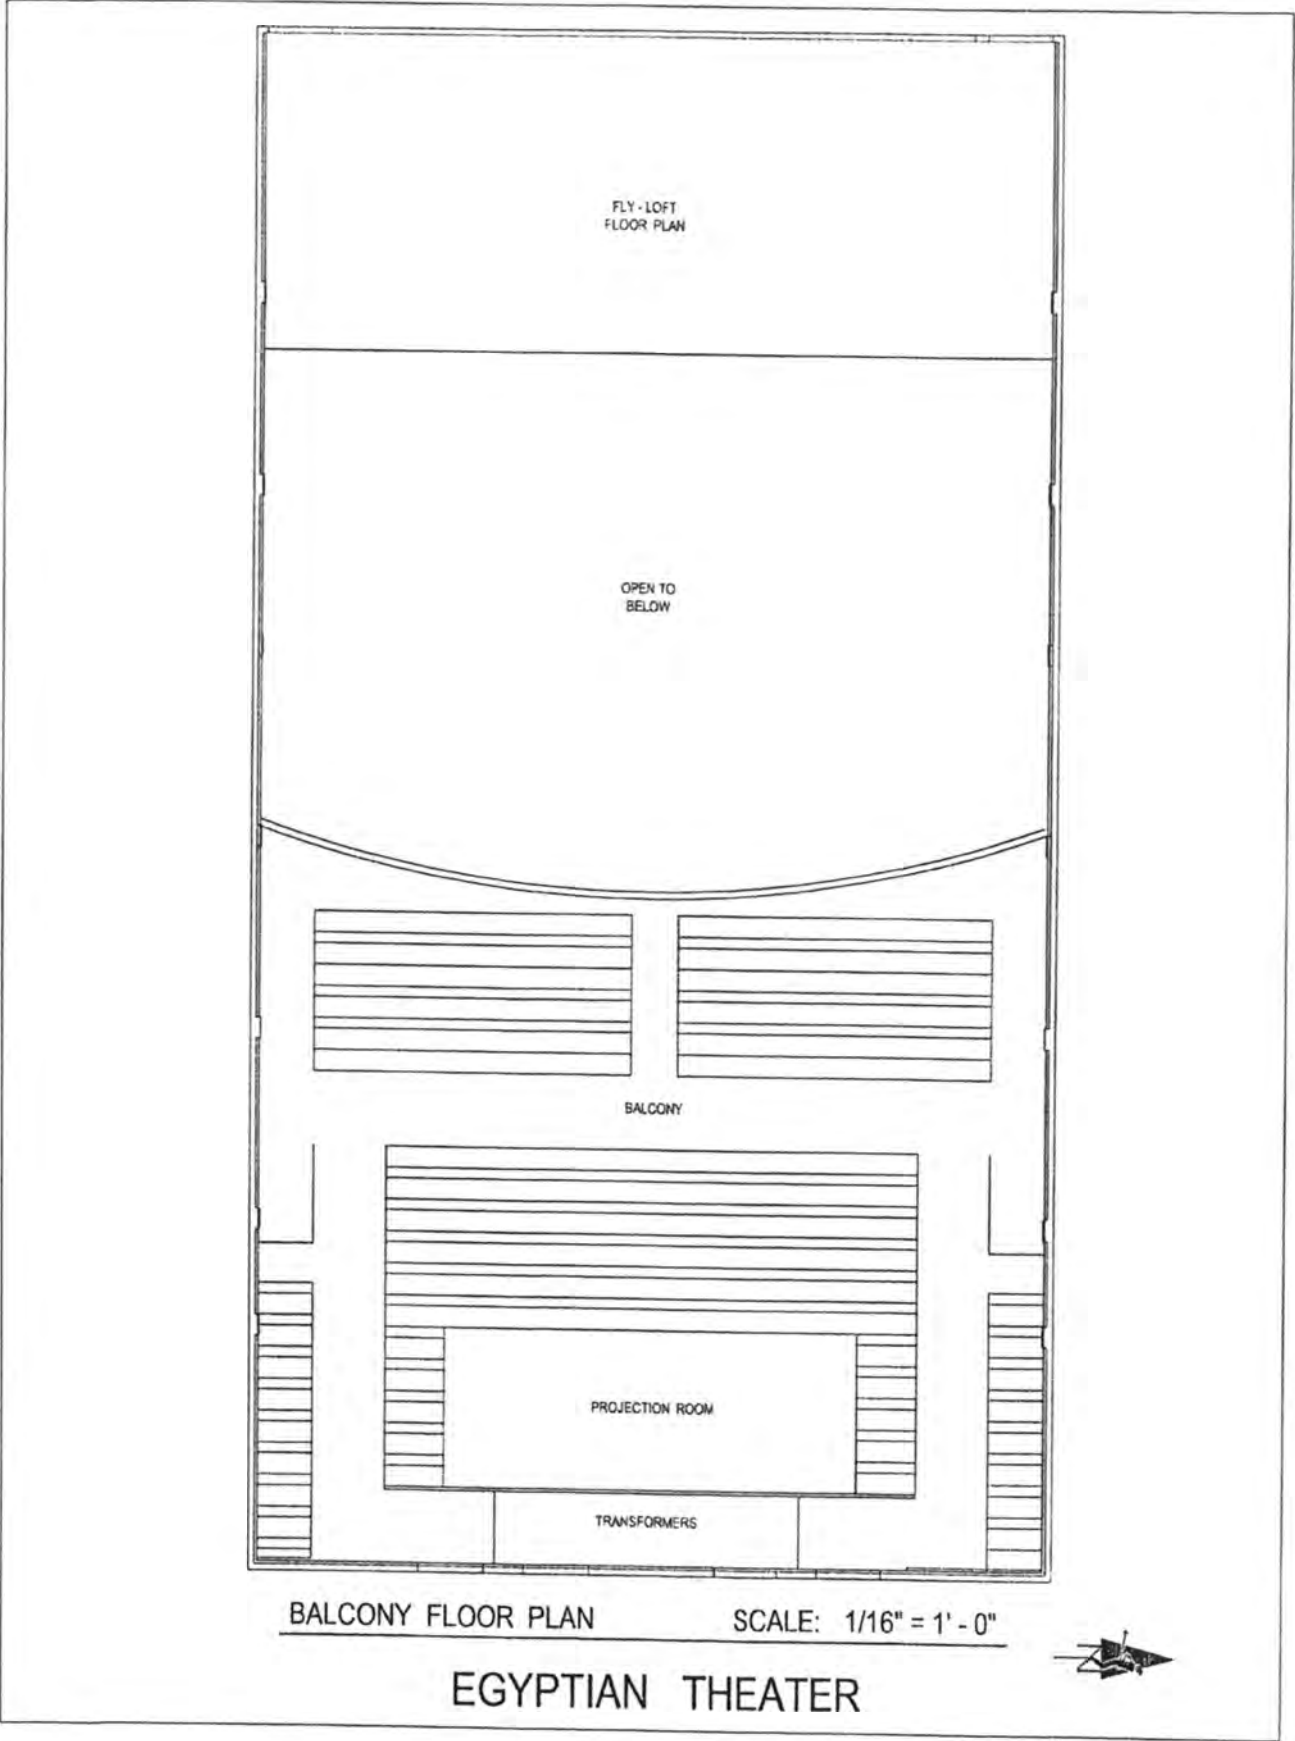 FLY - LOFT
FLOOR PLAN
OPEN TO
BELOW
BALCONY
PROJECTION ROOM
TRANSFORMERS
BALCONY FLOOR PLAN SCALE: 1/16" = 1' - 0"
EGYPTIAN THEATER